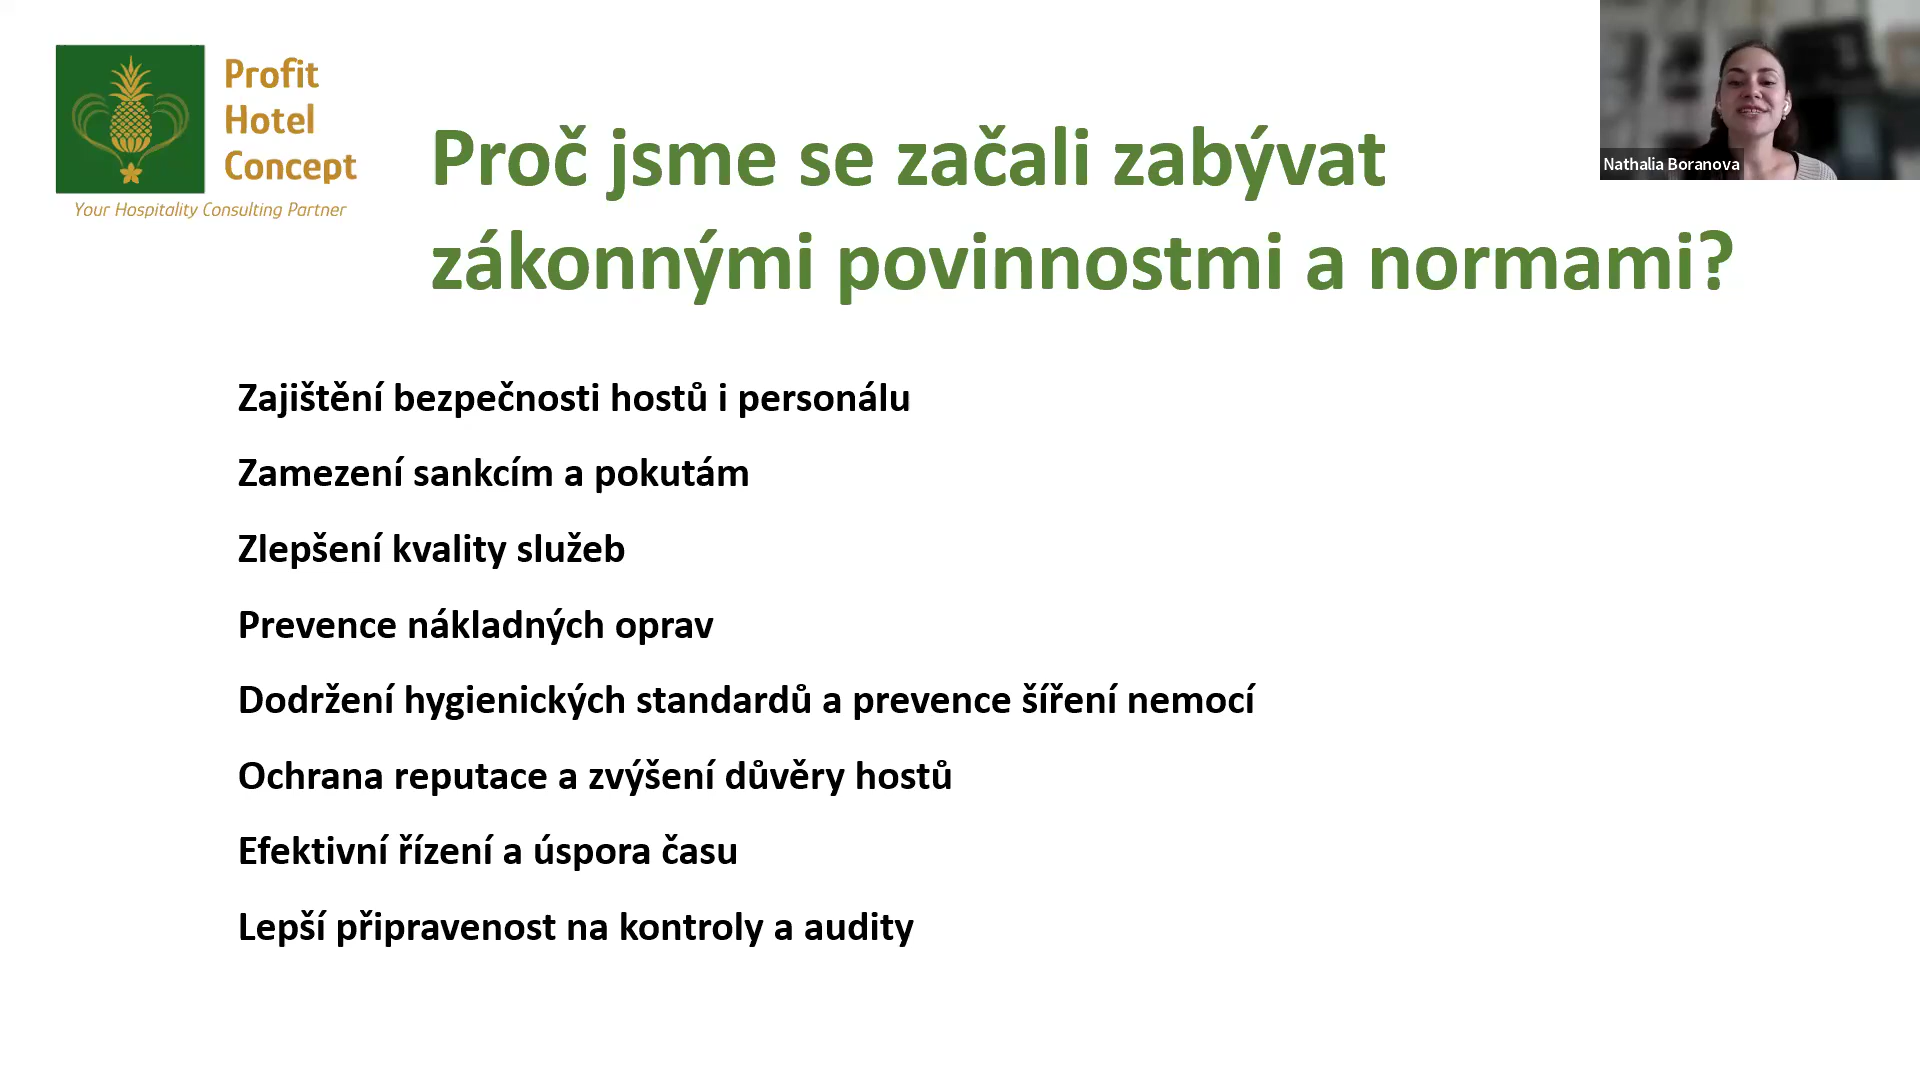 Profit
Hotel
Concept
Your Hospitality Consulting Partner
Nathalia Boranova
Proč jsme se začali zabývat
zákonnými povinnostmi a normami?
Zajištění bezpečnosti hostů i personálu
Zamezení sankcím a pokutám
Zlepšení kvality služeb
Prevence nákladných oprav
Dodržení hygienických standardů a prevence šíření nemocí
Ochrana reputace a zvýšení důvěry hostů
Efektivní řízení a úspora času
Lepší připravenost na kontroly a audity